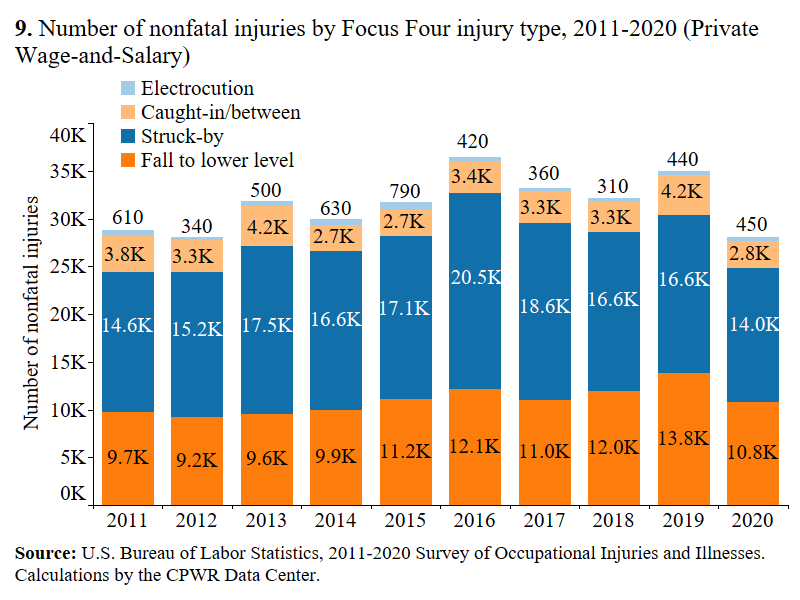 9. Number of nonfatal injuries by Focus Four injury type, 2011-2020 (Private
Wage-and-Salary)
Electrocution
Caught-in/between
Struck-by
Fall to lower level
Number of nonfatal injuries
40K
35K
30K
25K
20K
15K
10K
5K
0K
610 340 500 630 790 420 360 310 440 450
3.8K 3.3K 4.2K 2.7K 2.7K 3.4K 3.3K 3.3K 4.2K 2.8K
14.6K 15.2K 17.5K 16.6K 17.1K 20.5K 18.6K 16.6K 16.6K 14.0K
9.7K 9.2K 9.6K 9.9K 11.2K 12.1K 11.0K 12.0K 13.8K 10.8K
2011 2012 2013 2014 2015 2016 2017 2018 2019 2020
Source: U.S. Bureau of Labor Statistics, 2011-2020 Survey of Occupational Injuries and Illnesses.
Calculations by the CPWR Data Center.